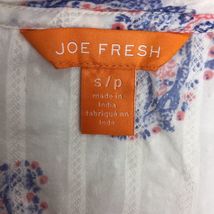 JOE FRESH
s/p
made in
India
fabriqué en
Inde